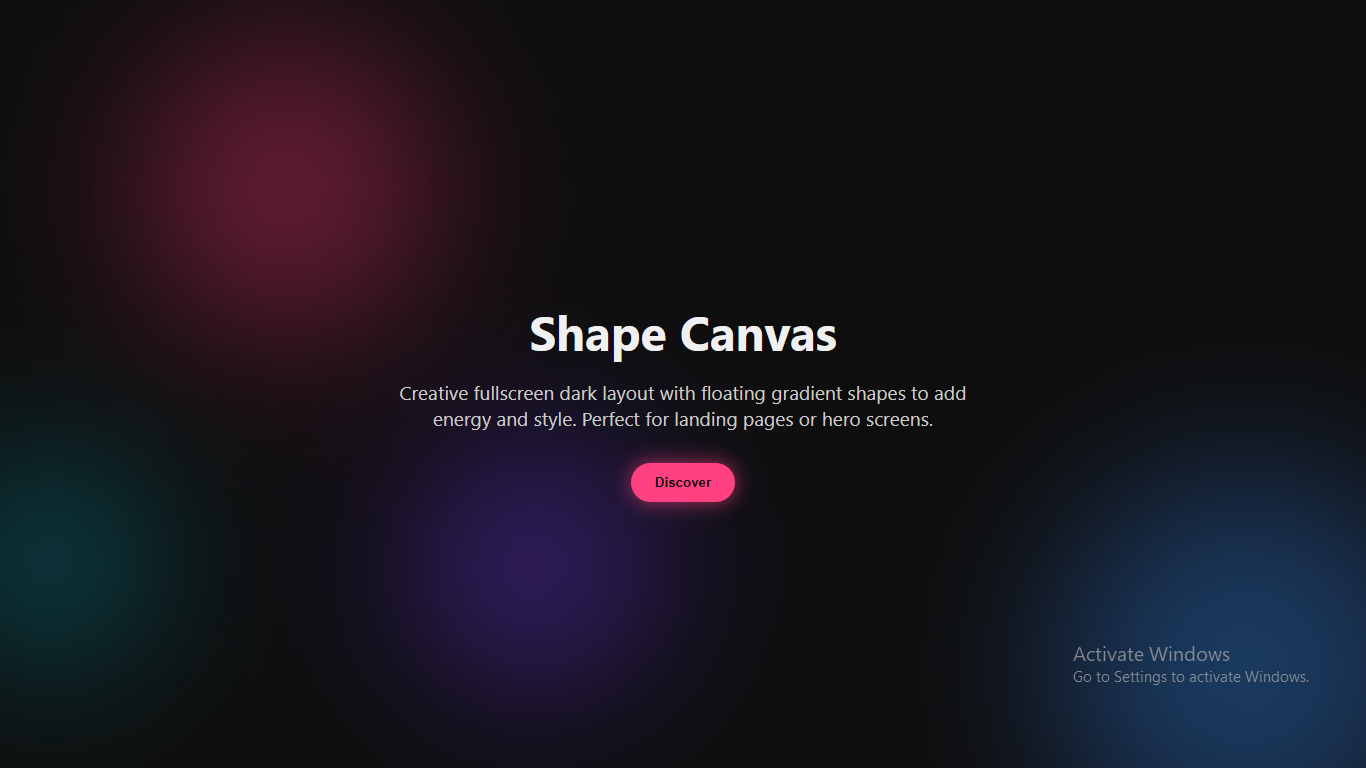 Shape Canvas
Creative fullscreen dark layout with floating gradient shapes to add
energy and style. Perfect for landing pages or hero screens.
Discover
Activate Windows
Go to Settings to activate Windows.